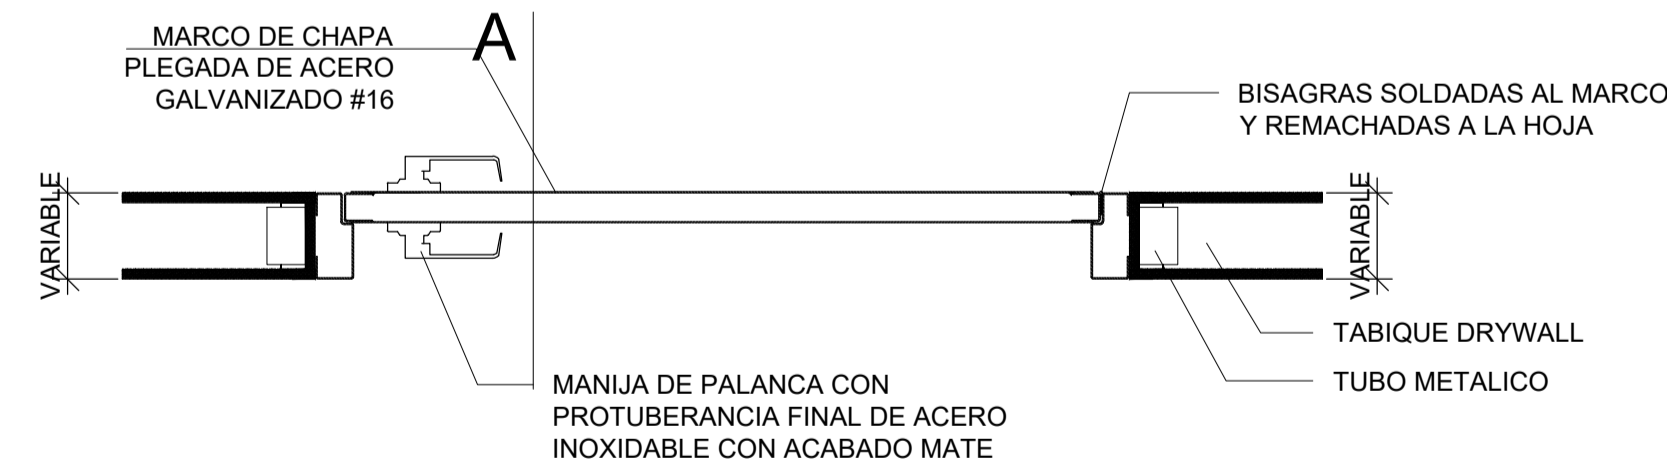 MARCO DE CHAPA
PLEGADA DE ACERO
GALVANIZADO #16
A
BISAGRAS SOLDADAS AL MARCO
Y REMACHADAS A LA HOJA
VARIABLE
VARIABLE
TABIQUE DRYWALL
TUBO METALICO
MANIJA DE PALANCA CON
PROTUBERANCIA FINAL DE ACERO
INOXIDABLE CON ACABADO MATE